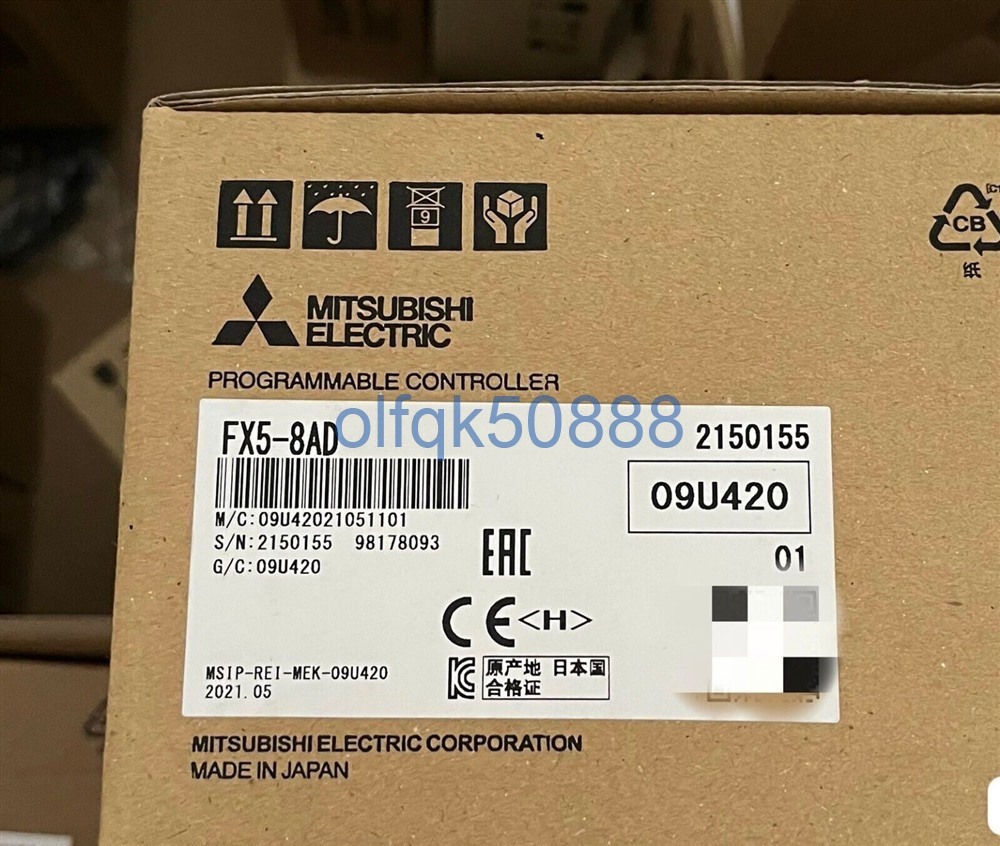 9
CB
纸
MITSUBISHI
ELECTRIC
PROGRAMMABLE CONTROLLER
FX5-8AD
olfqk50888
2150155
09U420
M/C:09U42021051101
S/N:2150155 98178093
G/C:09U420
EAC
01
CE<H>
MSIP-REI-MEK-09U420
2021.05
原产地 日本国
合格证
MITSUBISHI ELECTRIC CORPORATION
MADE IN JAPAN